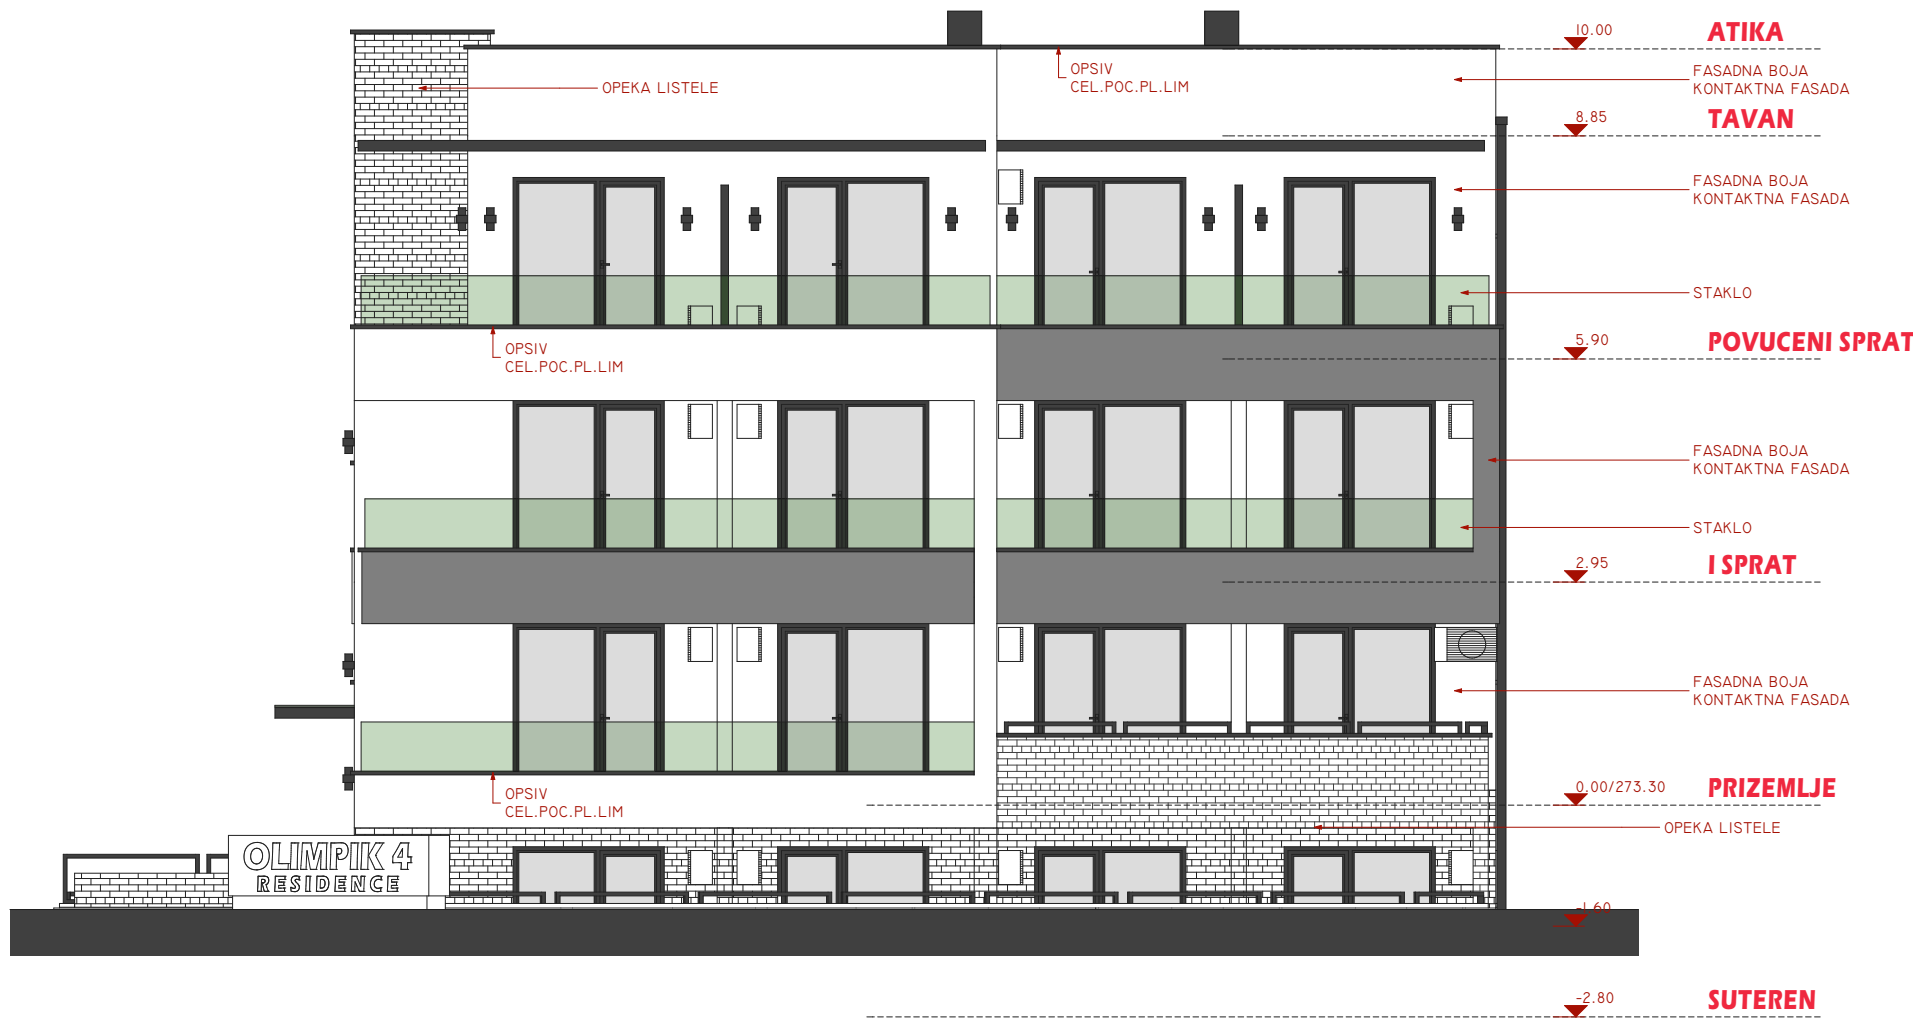 10.00
ATIKA
OPSIV
CEL.POC.PL.LIM
FASADNA BOJA
KONTAKTNA FASADA
OPEKA LISTELE
8.85
TAVAN
FASADNA BOJA
KONTAKTNA FASADA
STAKLO
5.90
POVUCENI SPRAT
OPSIV
CEL.POC.PL.LIM
FASADNA BOJA
KONTAKTNA FASADA
STAKLO
2.95
I SPRAT
FASADNA BOJA
KONTAKTNA FASADA
0.00/273.30
PRIZEMLJE
OPSIV
CEL.POC.PL.LIM
OPEKA LISTELE
OLIMPIK 4
RESIDENCE
-1.60
-2.80
SUTEREN